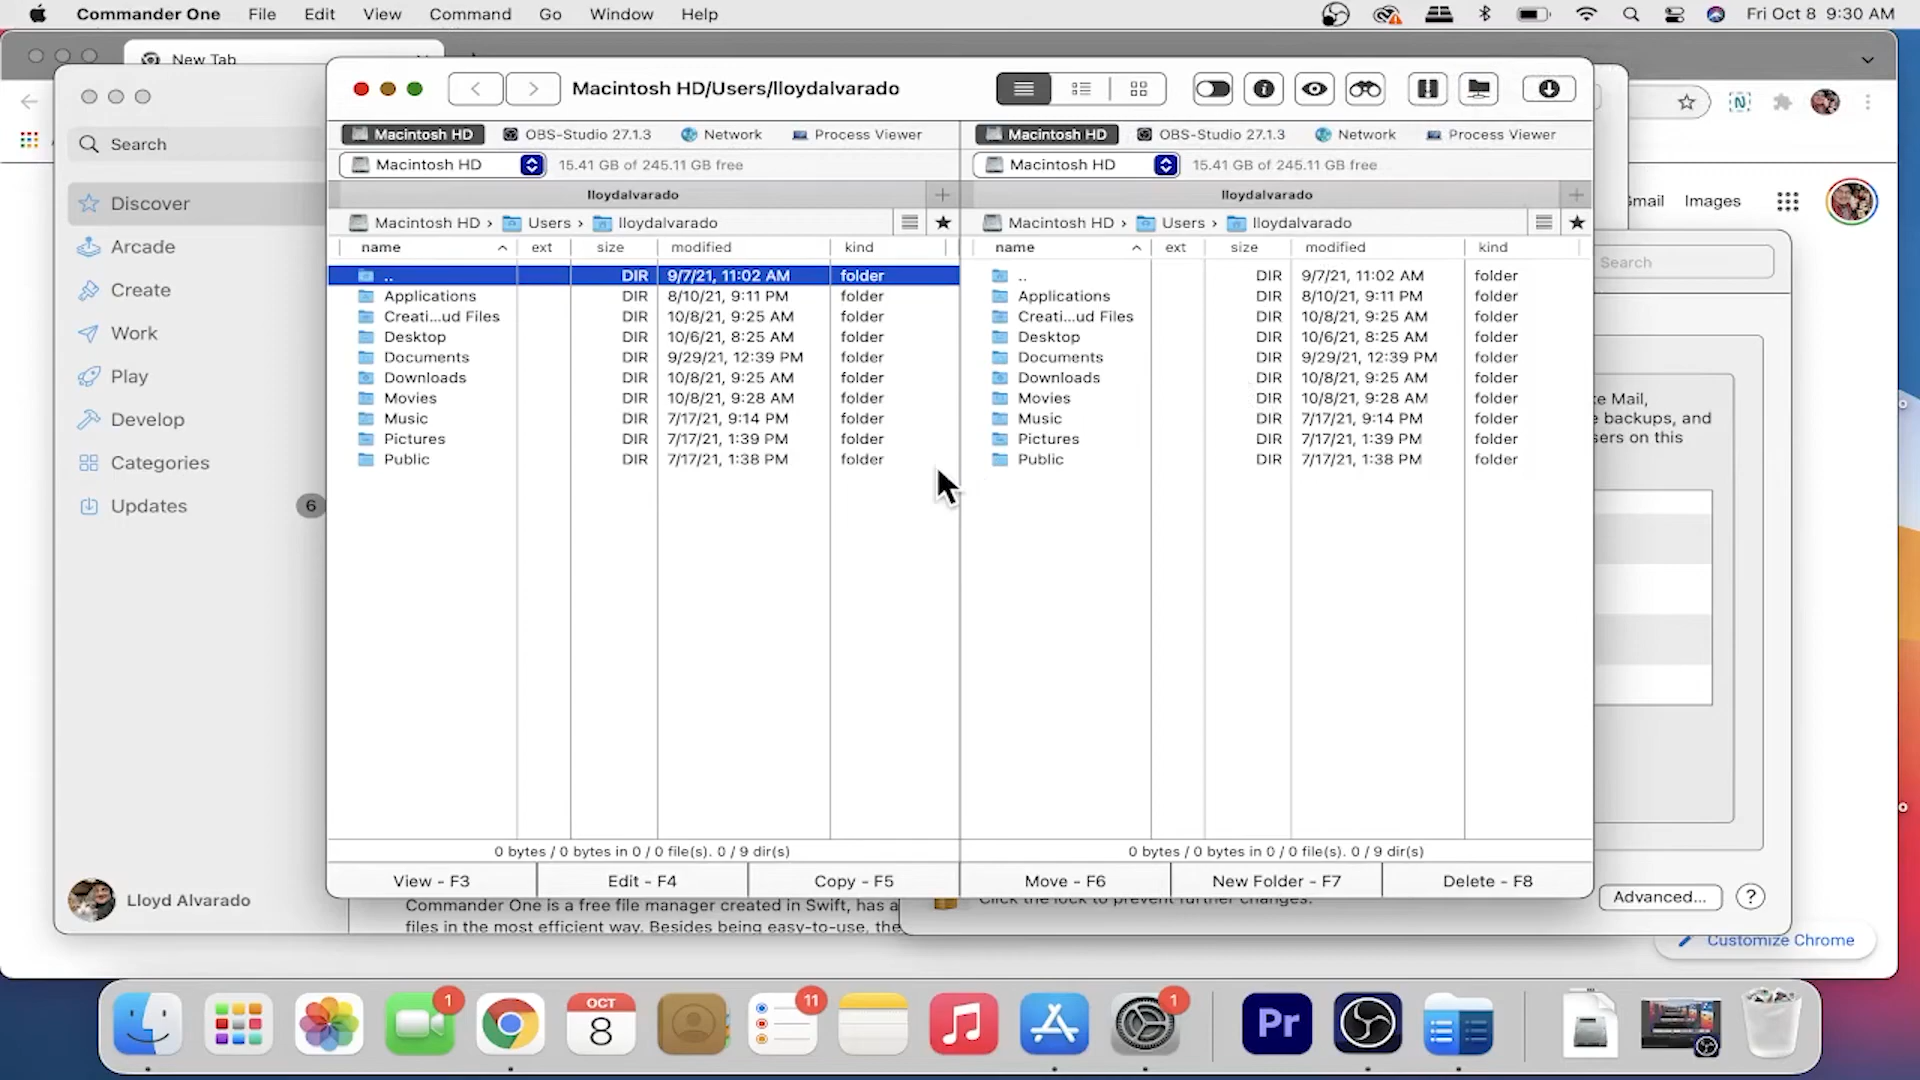 Commander One File Edit View Command Go Window Help Fri Oct 8 9:30 AM
New Tab
Macintosh HD/Users/lloydalvarado
Search
Discover
Arcade
Create
Work
Play
Develop
Categories
Updates 6
Lloyd Alvarado
Macintosh HD OBS-Studio 27.1.3 Network Process Viewer
Macintosh HD 15.41 GB of 245.11 GB free
lloydalvarado
Macintosh HD › Users › lloydalvarado
name ext size modified kind
.. DIR 9/7/21, 11:02 AM folder
Applications DIR 8/10/21, 9:11 PM folder
Creati...ud Files DIR 10/8/21, 9:25 AM folder
Desktop DIR 10/6/21, 8:25 AM folder
Documents DIR 9/29/21, 12:39 PM folder
Downloads DIR 10/8/21, 9:25 AM folder
Movies DIR 10/8/21, 9:28 AM folder
Music DIR 7/17/21, 9:14 PM folder
Pictures DIR 7/17/21, 1:39 PM folder
Public DIR 7/17/21, 1:38 PM folder
0 bytes / 0 bytes in 0 / 0 file(s). 0 / 9 dir(s)
Macintosh HD OBS-Studio 27.1.3 Network Process Viewer
Macintosh HD 15.41 GB of 245.11 GB free
lloydalvarado
Macintosh HD › Users › lloydalvarado
name ext size modified kind
.. DIR 9/7/21, 11:02 AM folder
Applications DIR 8/10/21, 9:11 PM folder
Creati...ud Files DIR 10/8/21, 9:25 AM folder
Desktop DIR 10/6/21, 8:25 AM folder
Documents DIR 9/29/21, 12:39 PM folder
Downloads DIR 10/8/21, 9:25 AM folder
Movies DIR 10/8/21, 9:28 AM folder
Music DIR 7/17/21, 9:14 PM folder
Pictures DIR 7/17/21, 1:39 PM folder
Public DIR 7/17/21, 1:38 PM folder
0 bytes / 0 bytes in 0 / 0 file(s). 0 / 9 dir(s)
View - F3 Edit - F4 Copy - F5 Move - F6 New Folder - F7 Delete - F8
Images
Search
Mail,
backups, and
on this
Commander One is a free file manager created in Swift, has a
files in the most efficient way. Besides being easy-to-use, the
Click the lock to prevent further changes.
Advanced... ?
Customize Chrome
1
OCT
8
11
1
Pr